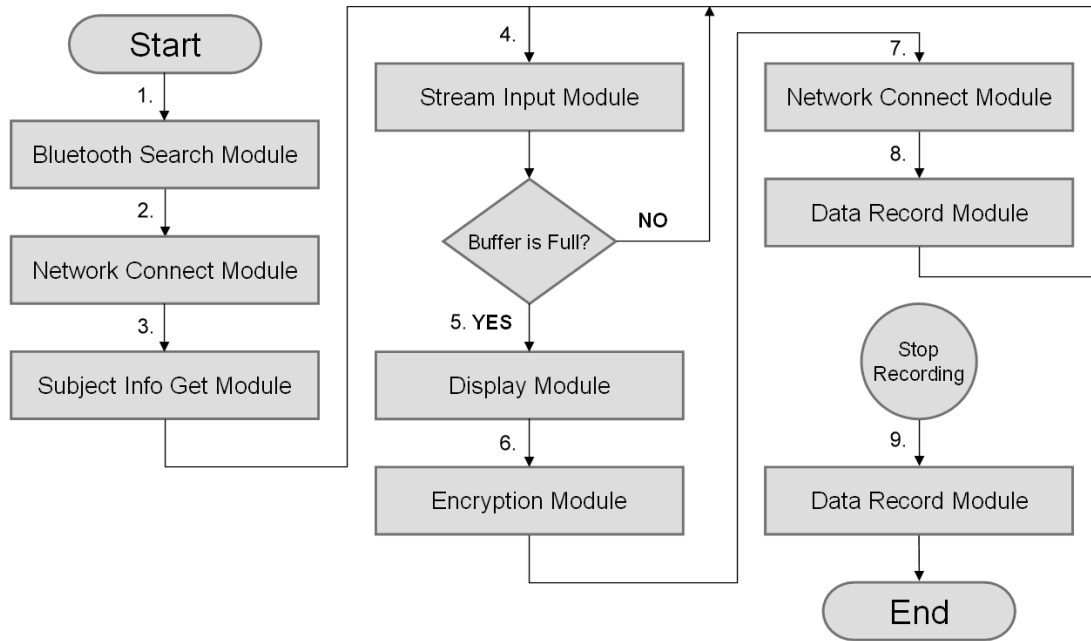 Start
1.
Bluetooth Search Module
2.
Network Connect Module
3.
Subject Info Get Module
4.
Stream Input Module
Buffer is Full?
NO
5. YES
Display Module
6.
Encryption Module
7.
Network Connect Module
8.
Data Record Module
Stop
Recording
9.
Data Record Module
End